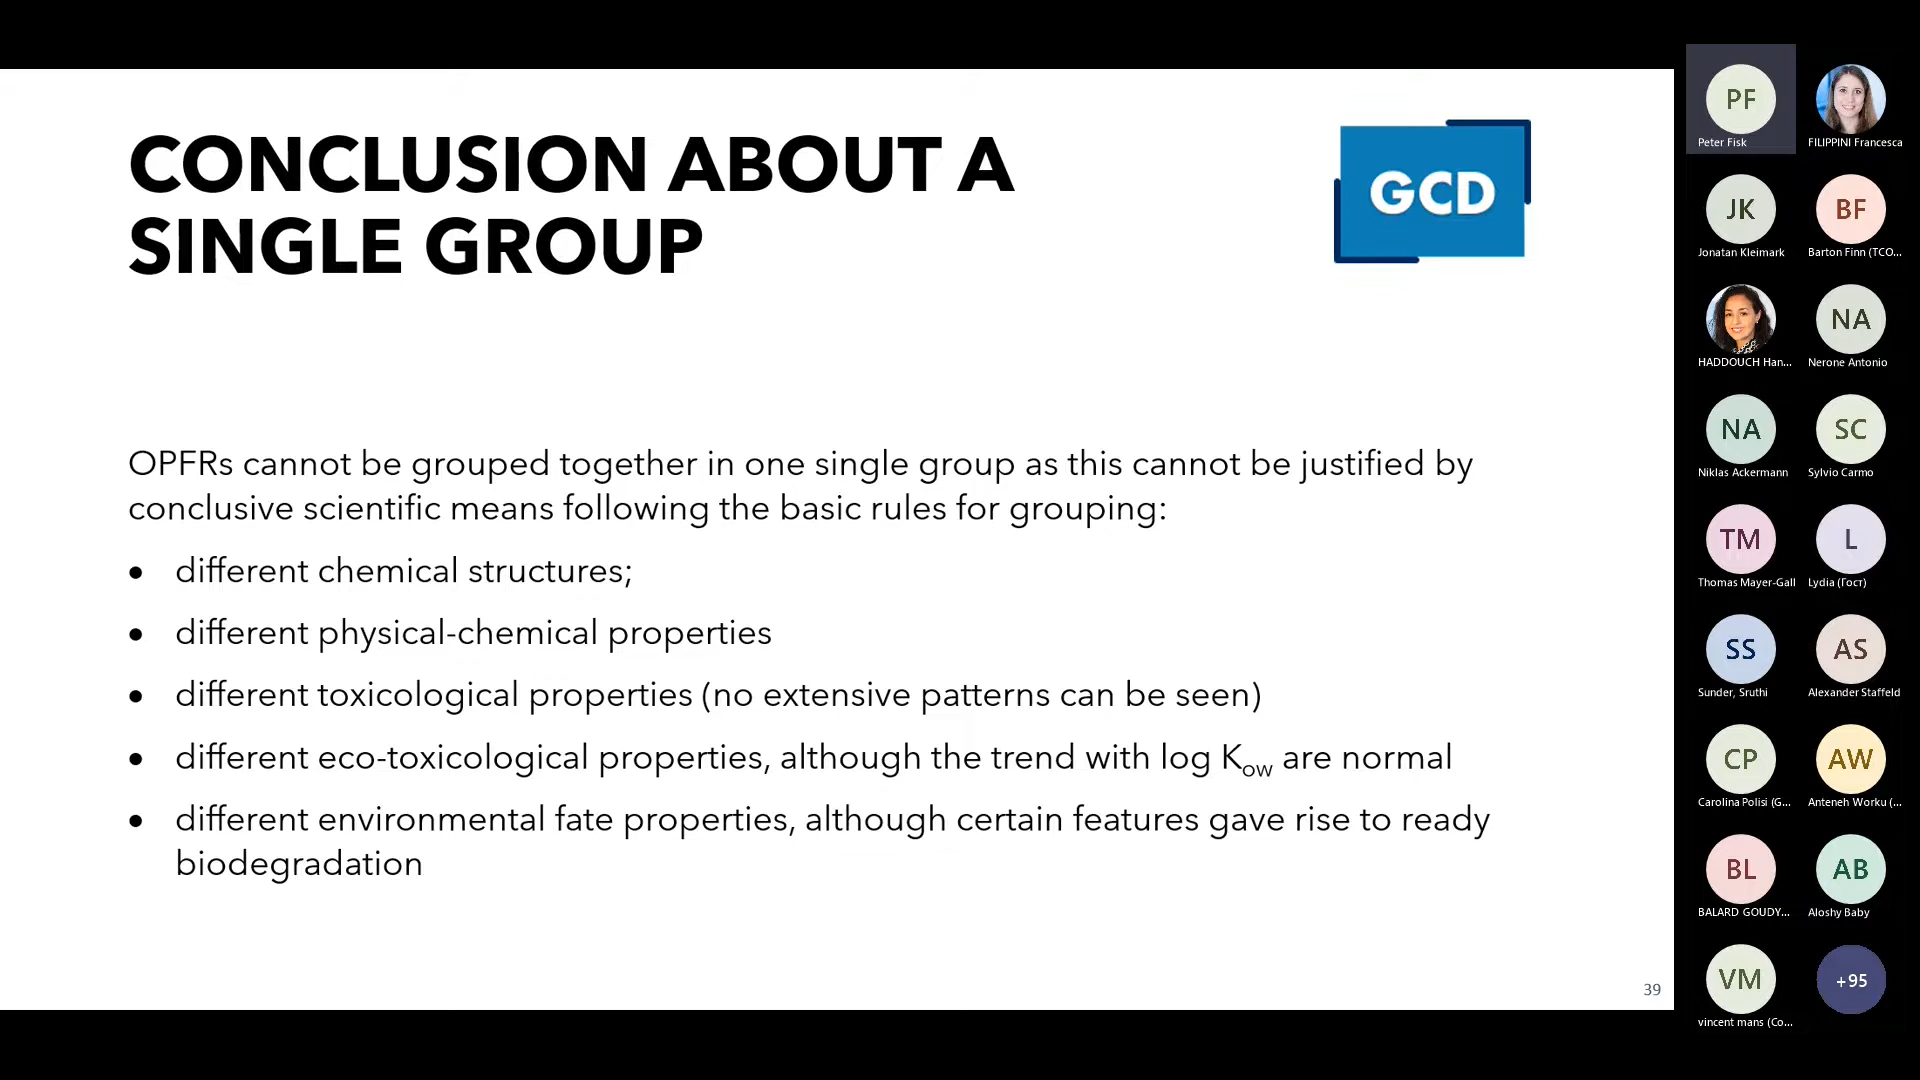 CONCLUSION ABOUT A
SINGLE GROUP
GCD
OPFRs cannot be grouped together in one single group as this cannot be justified by
conclusive scientific means following the basic rules for grouping:
• different chemical structures;
• different physical-chemical properties
• different toxicological properties (no extensive patterns can be seen)
• different eco-toxicological properties, although the trend with log Kow are normal
• different environmental fate properties, although certain features gave rise to ready
biodegradation
39
PF
Peter Fisk
FILIPPINI Francesca
JK
Jonatan Kleimark
BF
Barton Finn (TCO...
HADDOUCH Han...
NA
Nerone Antonio
NA
Niklas Ackermann
SC
Sylvio Carmo
TM
Thomas Mayer-Gall
L
Lydia (Гост)
SS
Sunder, Sruthi
AS
Alexander Staffeld
CP
Carolina Polisi (G...
AW
Anteneh Worku (...
BL
BALARD GOUDY...
AB
Aloshy Baby
VM
vincent mans (Co...
+95